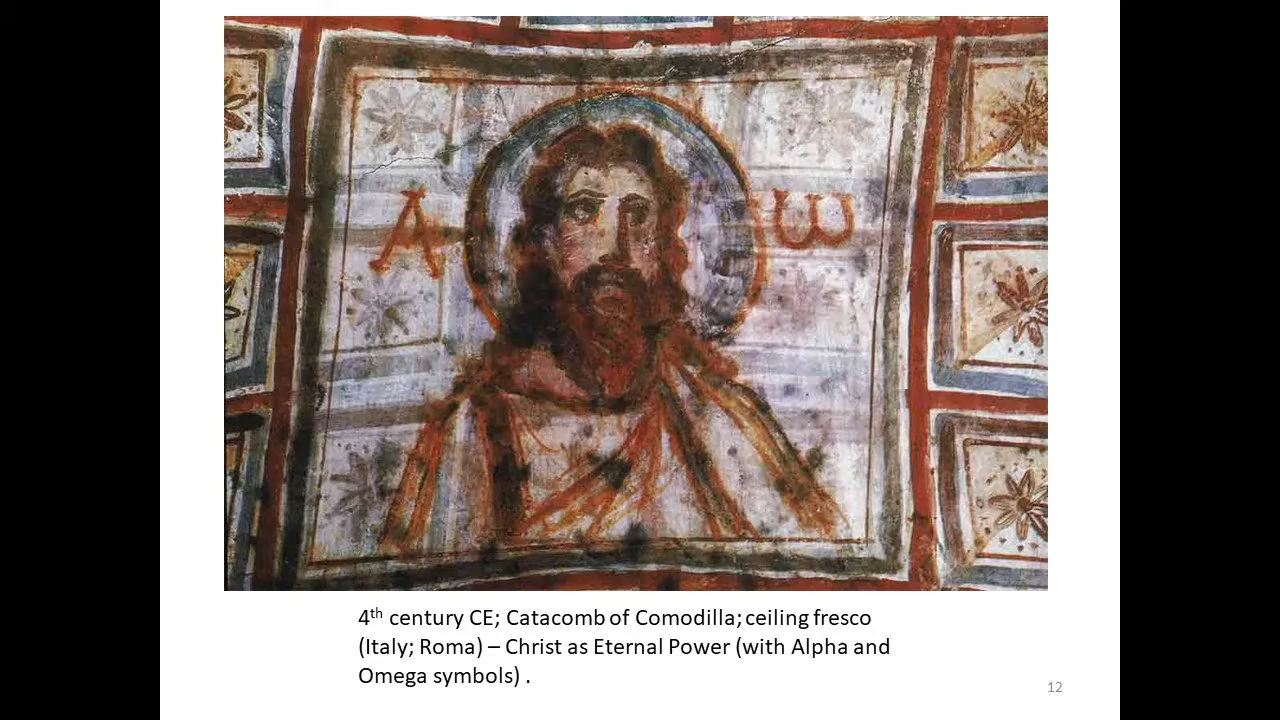 A ω
4th century CE; Catacomb of Comodilla; ceiling fresco
(Italy; Roma) – Christ as Eternal Power (with Alpha and
Omega symbols) .
12